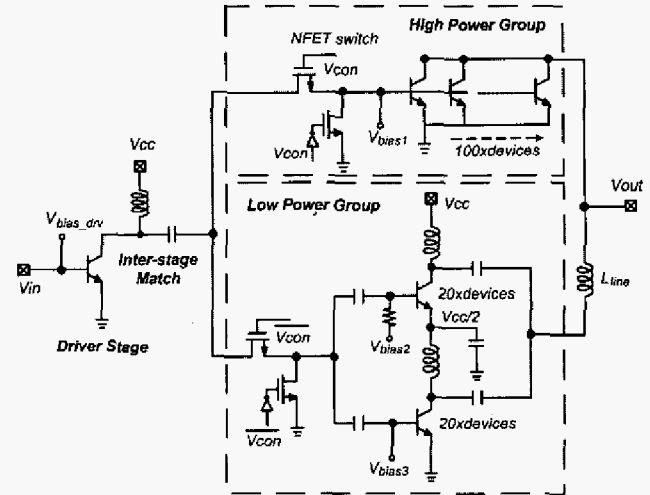 High Power Group
NFET switch
Vcon
Vcon
Vbias1
100xdevices
Vcc
Vbias_drv
Vin
Inter-stage
Match
Driver Stage
Low Power Group
Vcc
20xdevices
Vcc/2
Vcon
Vbias2
Vcon
20xdevices
Vbias3
Vout
Lline